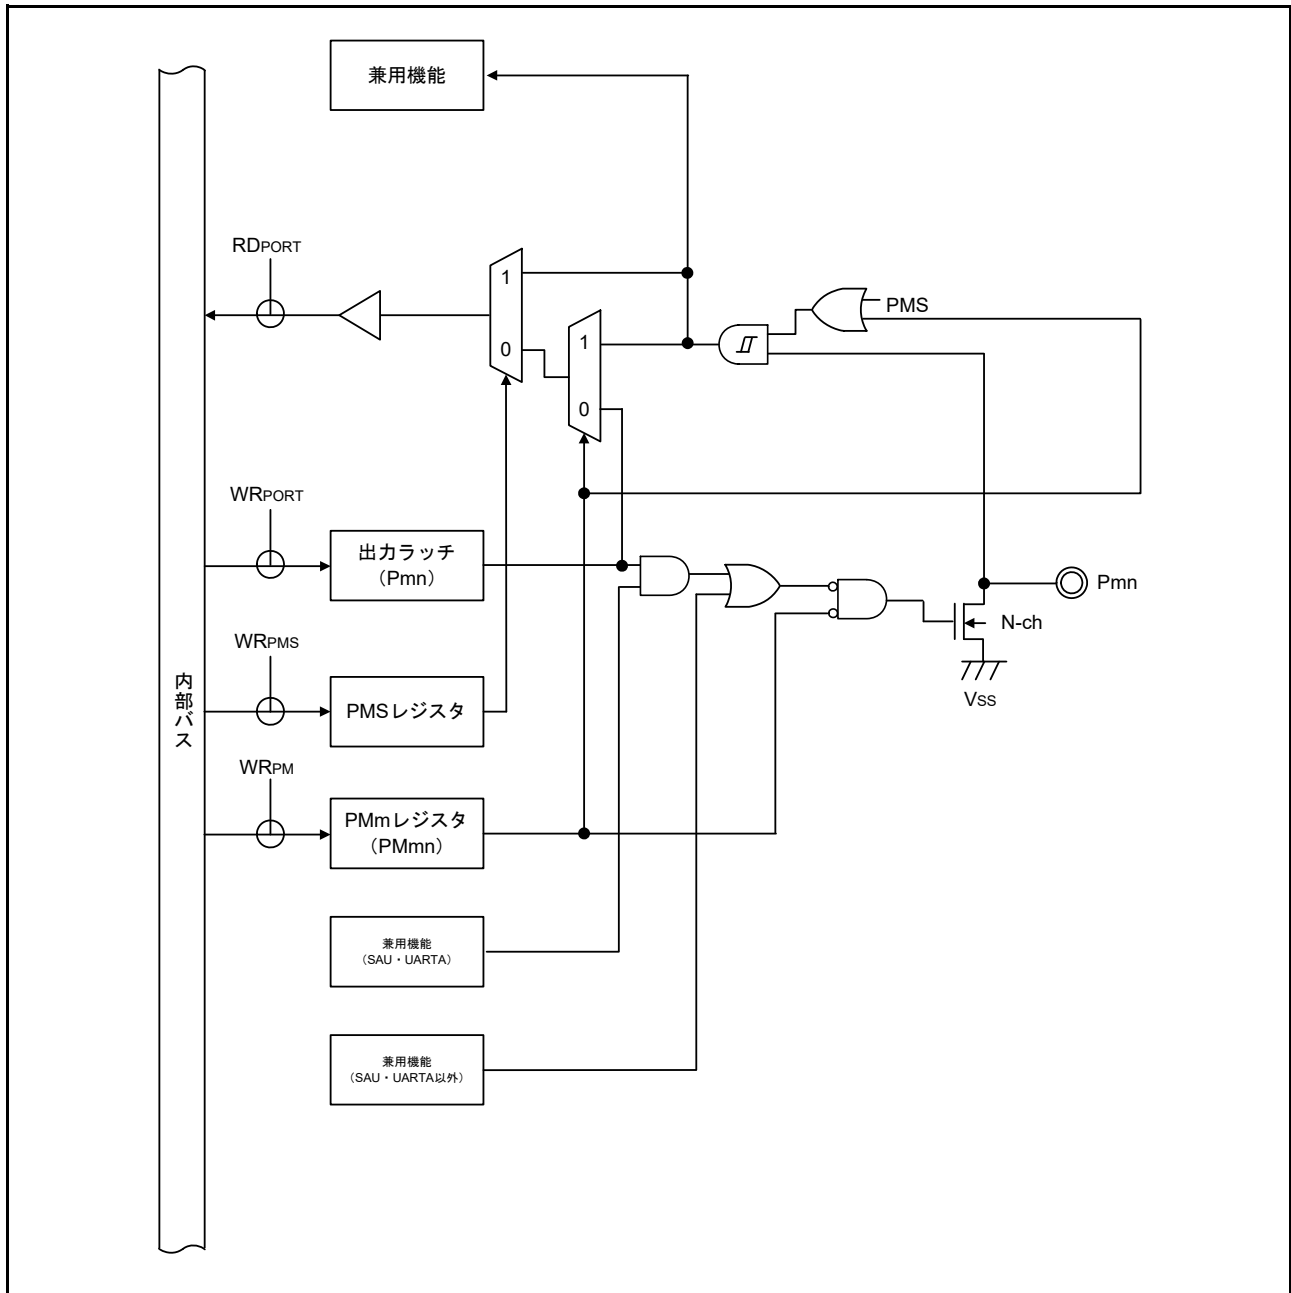 兼用機能
RDPORT
1
0
1
0
PMS
WRPORT
出力ラッチ
(Pmn)
Pmn
N-ch
VSS
WRPMS
PMSレジスタ
内部バス
WRPM
PMmレジスタ
(PMmn)
兼用機能
(SAU・UARTA)
兼用機能
(SAU・UARTA以外)